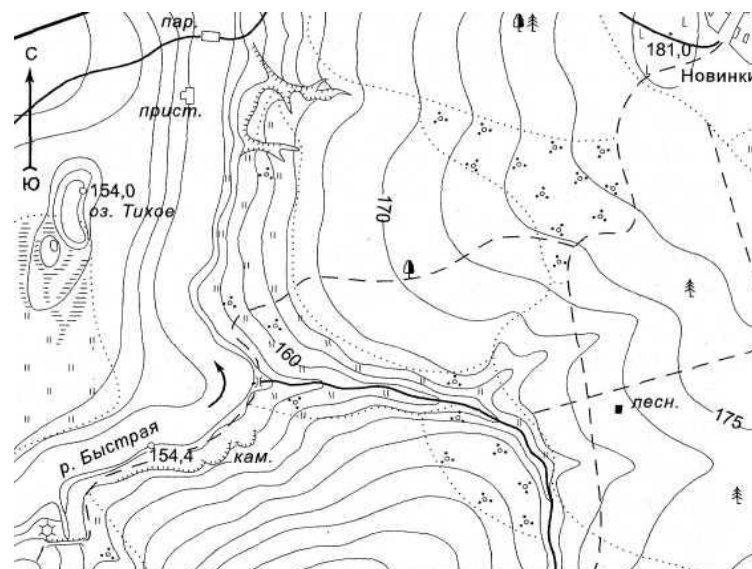 пар.
С
181,0
Новинки
прист.
Ю
154,0
оз. Тихое
170
160
лесн.
175
р. Быстрая
154,4
кам.